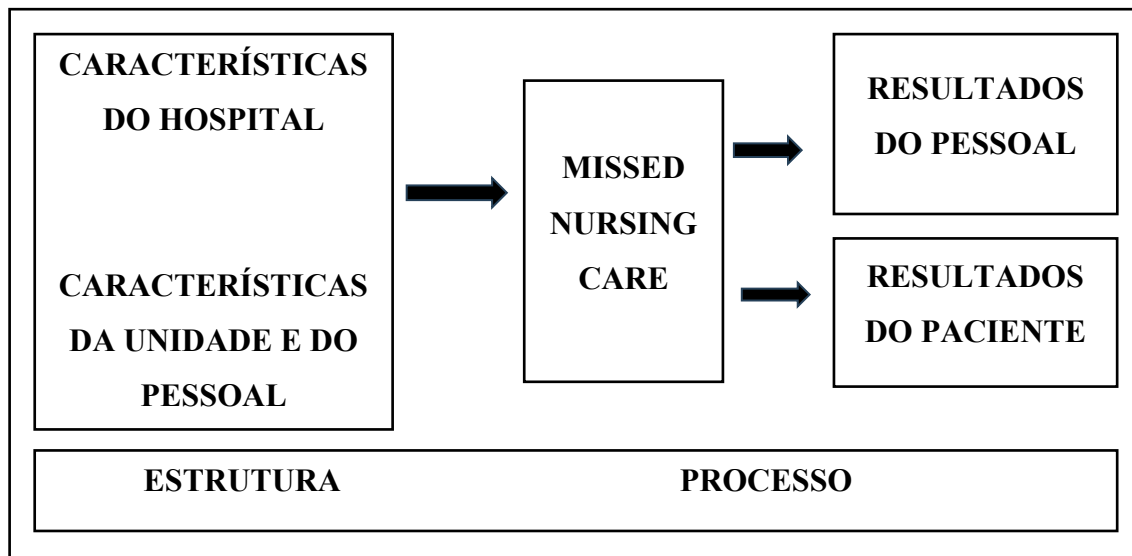 CARACTERÍSTICAS
DO HOSPITAL
CARACTERÍSTICAS
DA UNIDADE E DO
PESSOAL
MISSED
NURSING
CARE
RESULTADOS
DO PESSOAL
RESULTADOS
DO PACIENTE
ESTRUTURA
PROCESSO